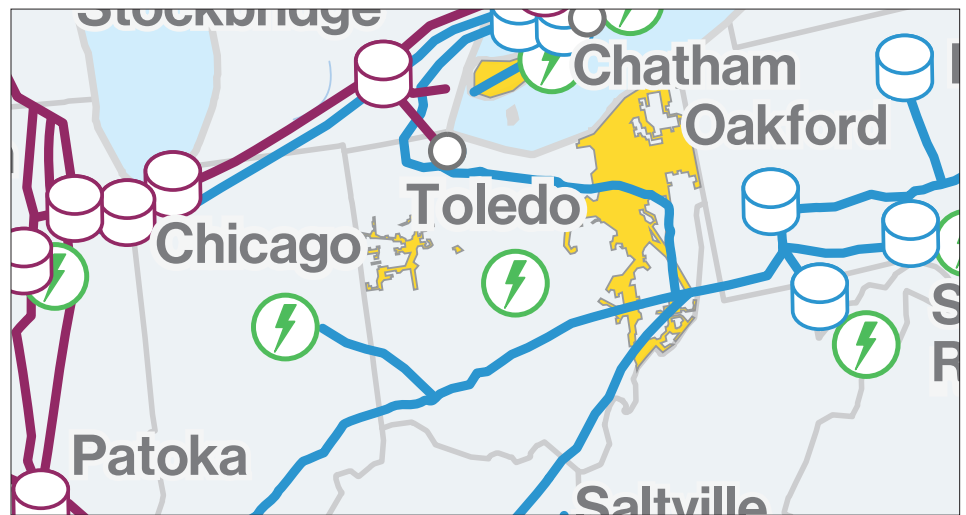 Stockbridge
Chatham
Oakford
Toledo
Chicago
Patoka
Saltville
S
R